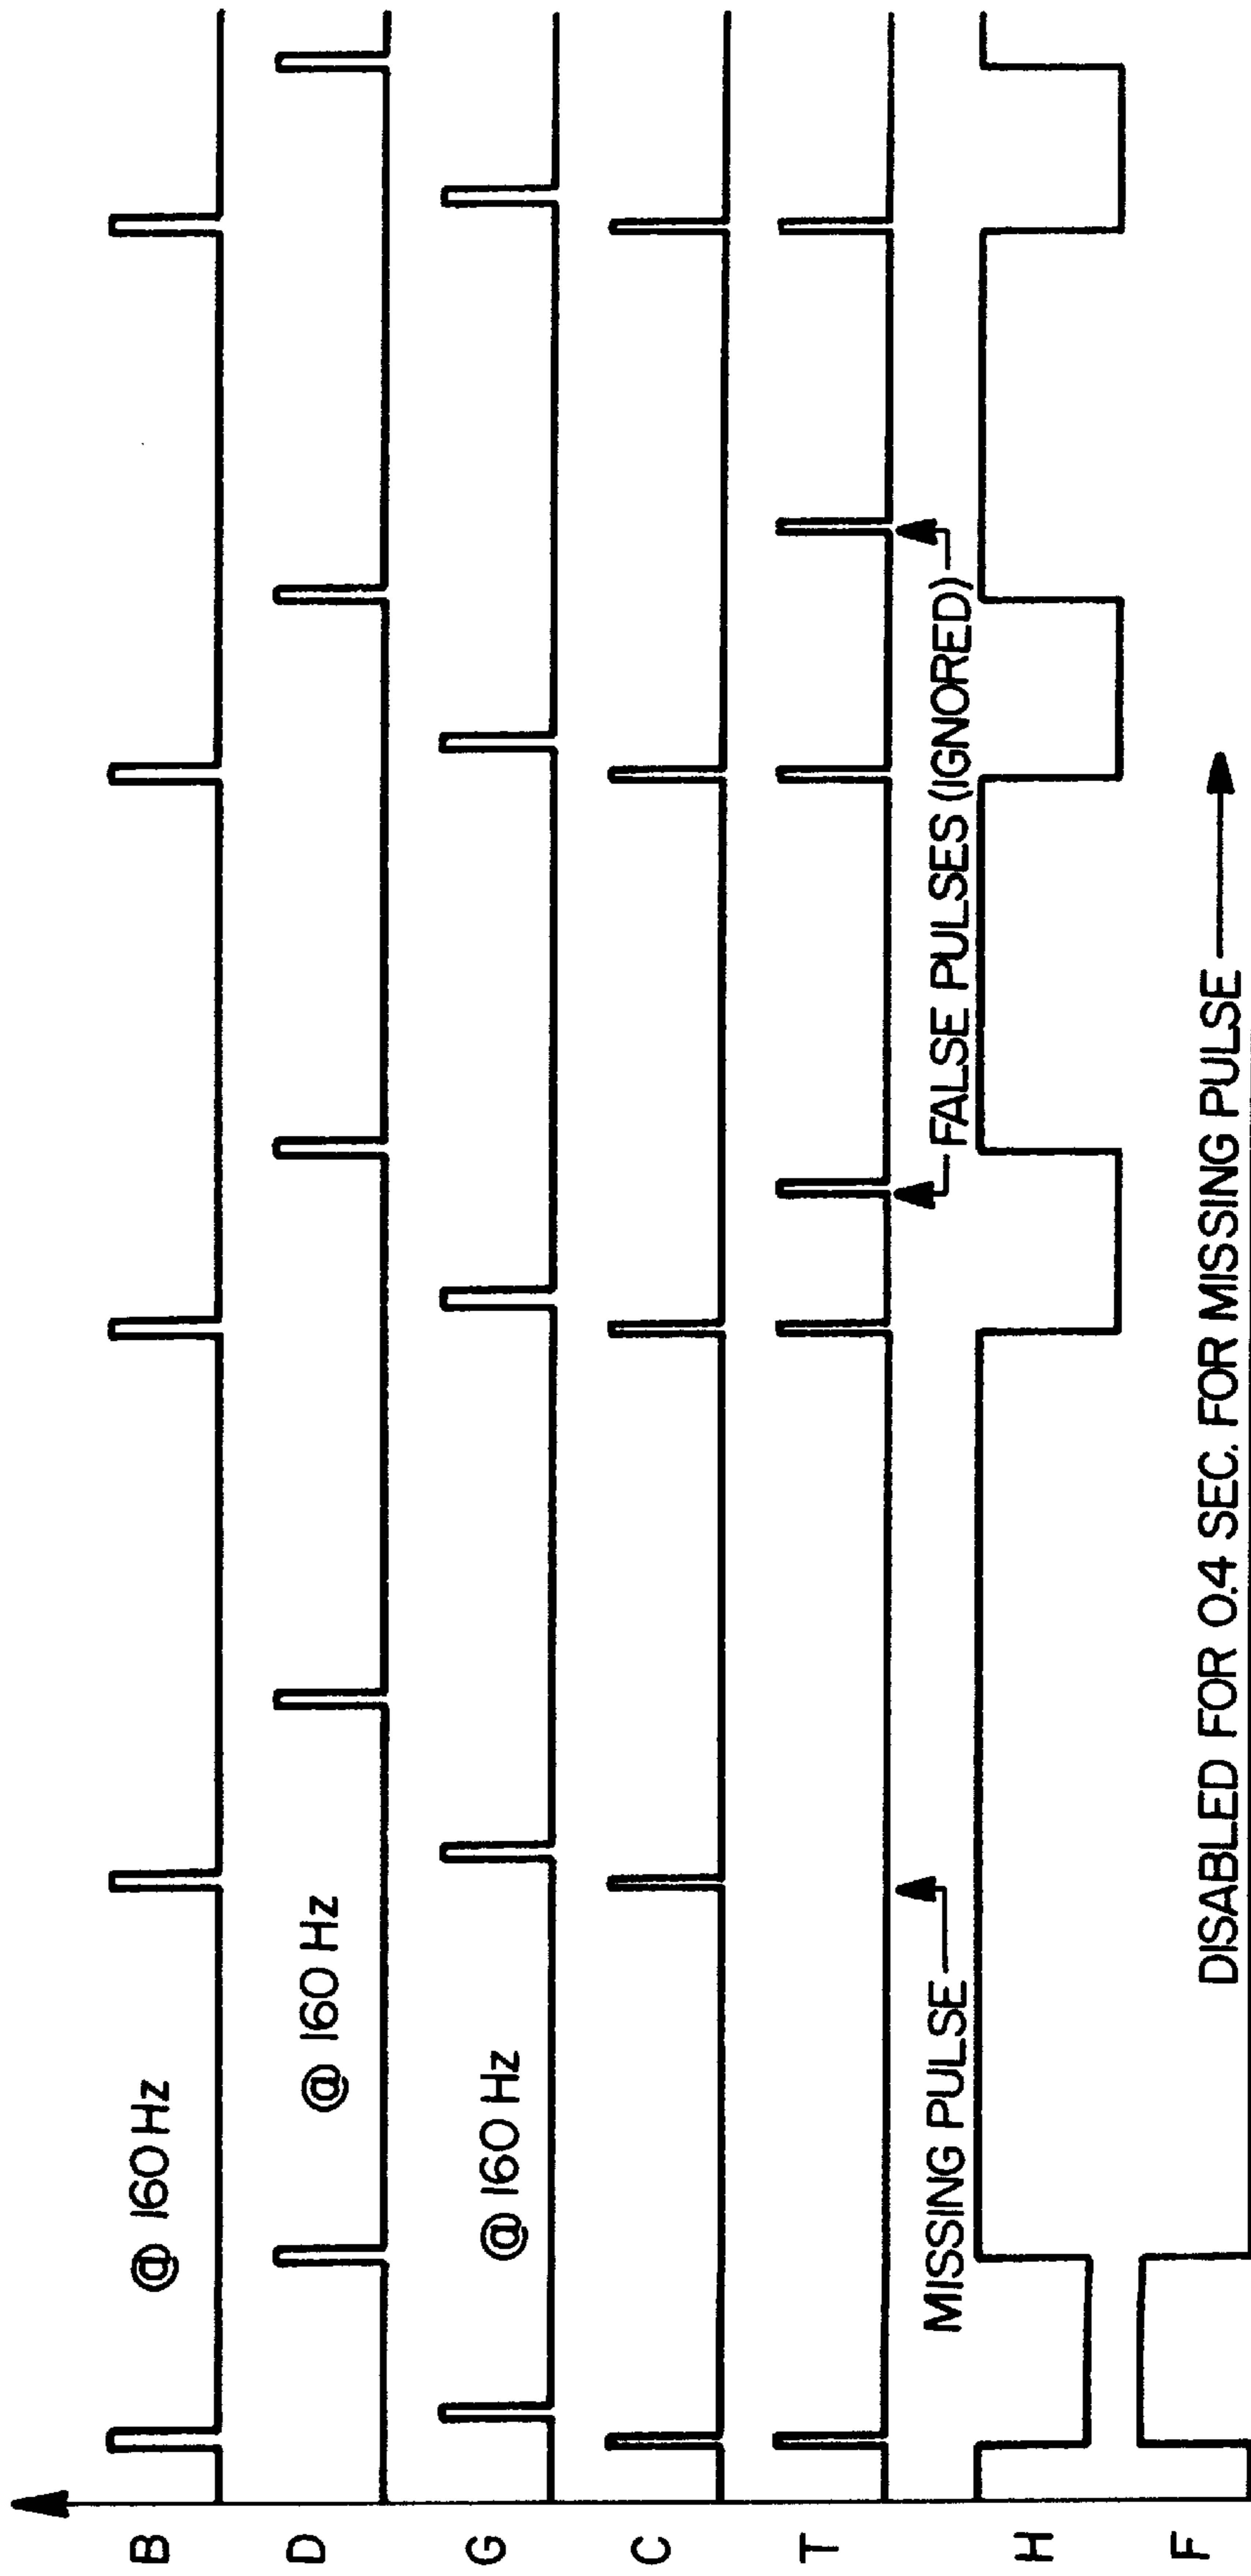 B
@ 160 Hz
D
@ 160 Hz
G
@ 160 Hz
C
T
MISSING PULSE
FALSE PULSES (IGNORED)
H
F
DISABLED FOR 0.4 SEC. FOR MISSING PULSE